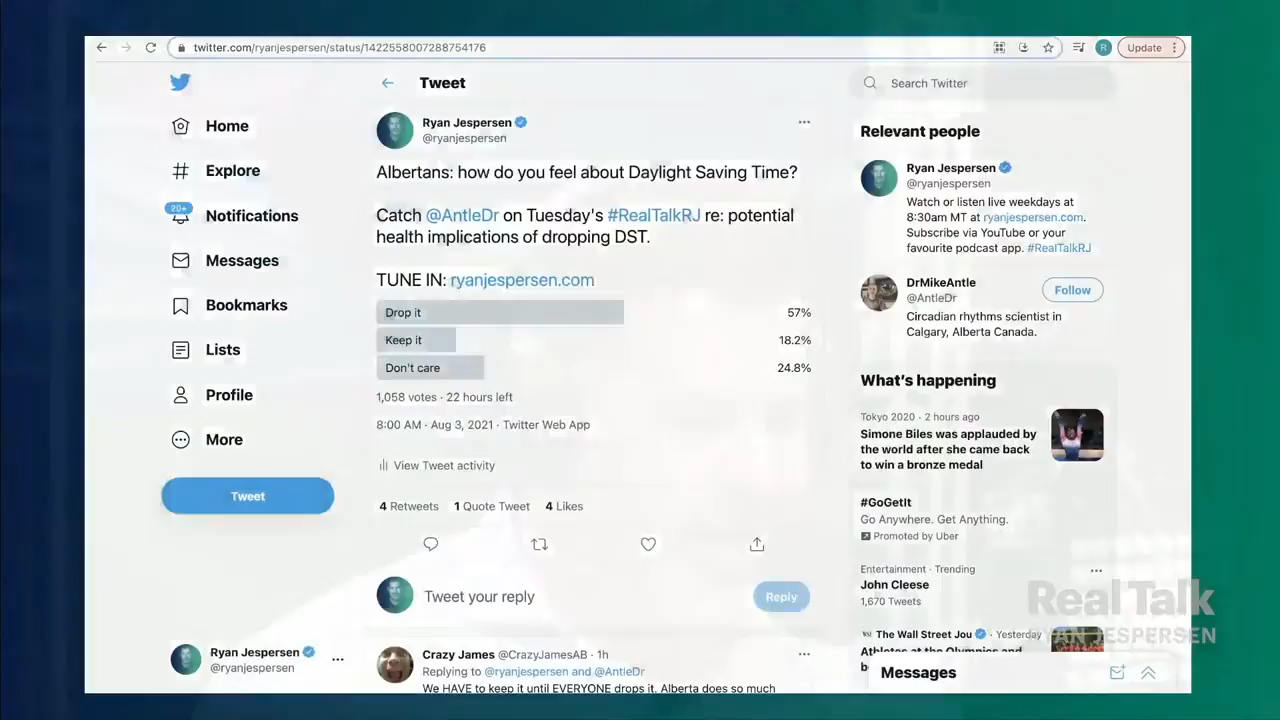 twitter.com/ryanjespersen/status/1422558007288754176
R
Update
Home
Explore
20+
Notifications
Messages
Bookmarks
Lists
Profile
More
Tweet
Ryan Jespersen
@ryanjespersen
Tweet
Ryan Jespersen
@ryanjespersen
Albertans: how do you feel about Daylight Saving Time?
Catch @AntleDr on Tuesday's #RealTalkRJ re: potential
health implications of dropping DST.
TUNE IN: ryanjespersen.com
Drop it 57%
Keep it 18.2%
Don't care 24.8%
1,058 votes · 22 hours left
8:00 AM · Aug 3, 2021 · Twitter Web App
View Tweet activity
4 Retweets 1 Quote Tweet 4 Likes
Tweet your reply
Reply
Crazy James @CrazyJamesAB · 1h
Replying to @ryanjespersen and @AntleDr
We HAVE to keep it until EVERYONE drops it. Alberta does so much
Search Twitter
Relevant people
Ryan Jespersen
@ryanjespersen
Watch or listen live weekdays at
8:30am MT at ryanjespersen.com.
Subscribe via YouTube or your
favourite podcast app. #RealTalkRJ
DrMikeAntle
@AntleDr
Follow
Circadian rhythms scientist in
Calgary, Alberta Canada.
What's happening
Tokyo 2020 · 2 hours ago
Simone Biles was applauded by
the world after she came back
to win a bronze medal
#GoGetIt
Go Anywhere. Get Anything.
Promoted by Uber
Entertainment · Trending
John Cleese
1,670 Tweets
The Wall Street Jou · Yesterday
Athletes at the Olympics and
Messages
Real Talk
RYAN JESPERSEN